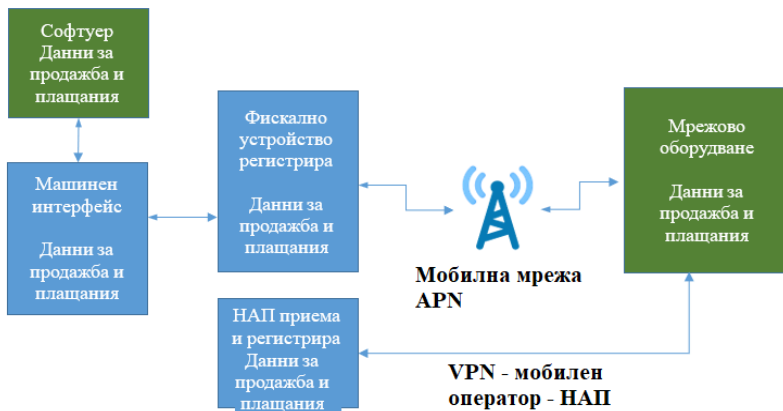 Софтуер
Данни за
продажба и
плащания
Машинен
интерфейс
Данни за
продажба и
плащания
Фискално
устройство
регистрира
Данни за
продажба и
плащания
Мобилна мрежа
APN
Мрежово
оборудване
Данни за
продажба и
плащания
НАП приема
и регистрира
Данни за
продажба и
плащания
VPN - мобилен
оператор - НАП